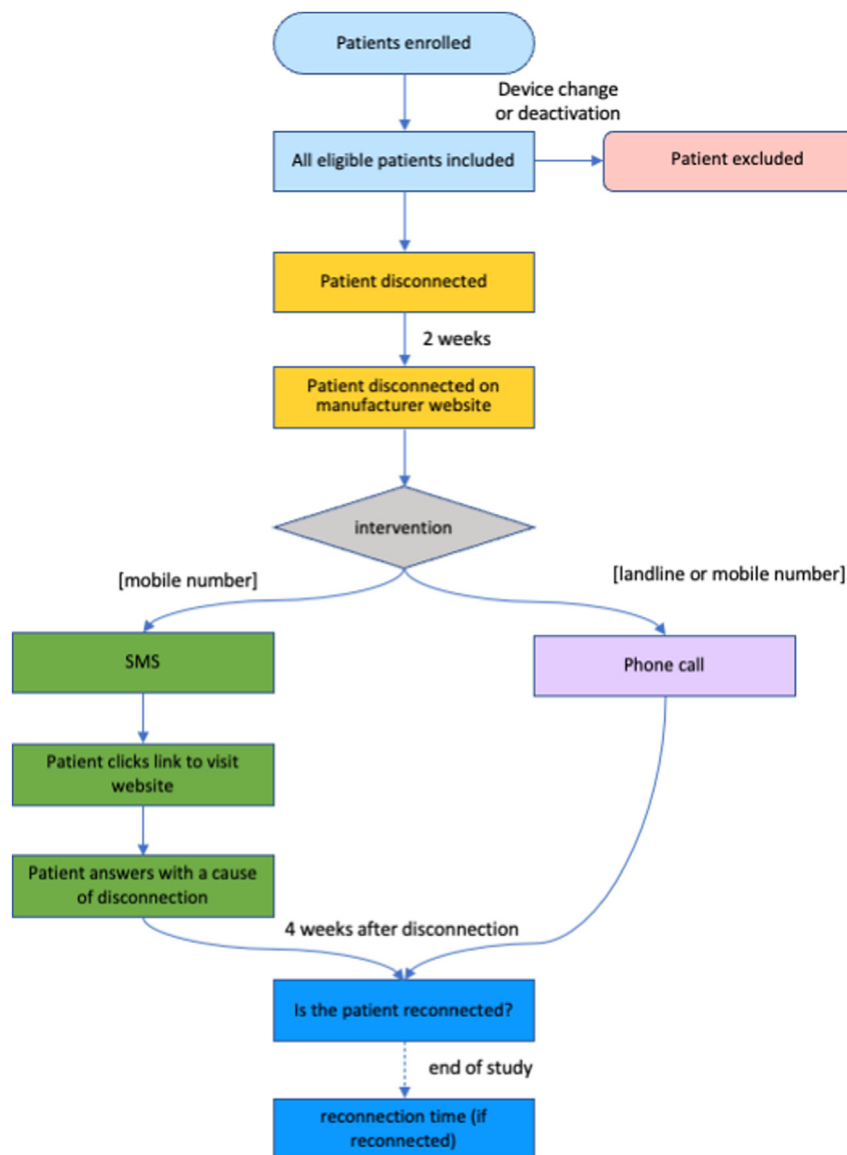 Patients enrolled
Device change
or deactivation
All eligible patients included
Patient excluded
Patient disconnected
2 weeks
Patient disconnected on
manufacturer website
intervention
[mobile number]
[landline or mobile number]
SMS
Phone call
Patient clicks link to visit
website
Patient answers with a cause
of disconnection
4 weeks after disconnection
Is the patient reconnected?
end of study
reconnection time (if
reconnected)